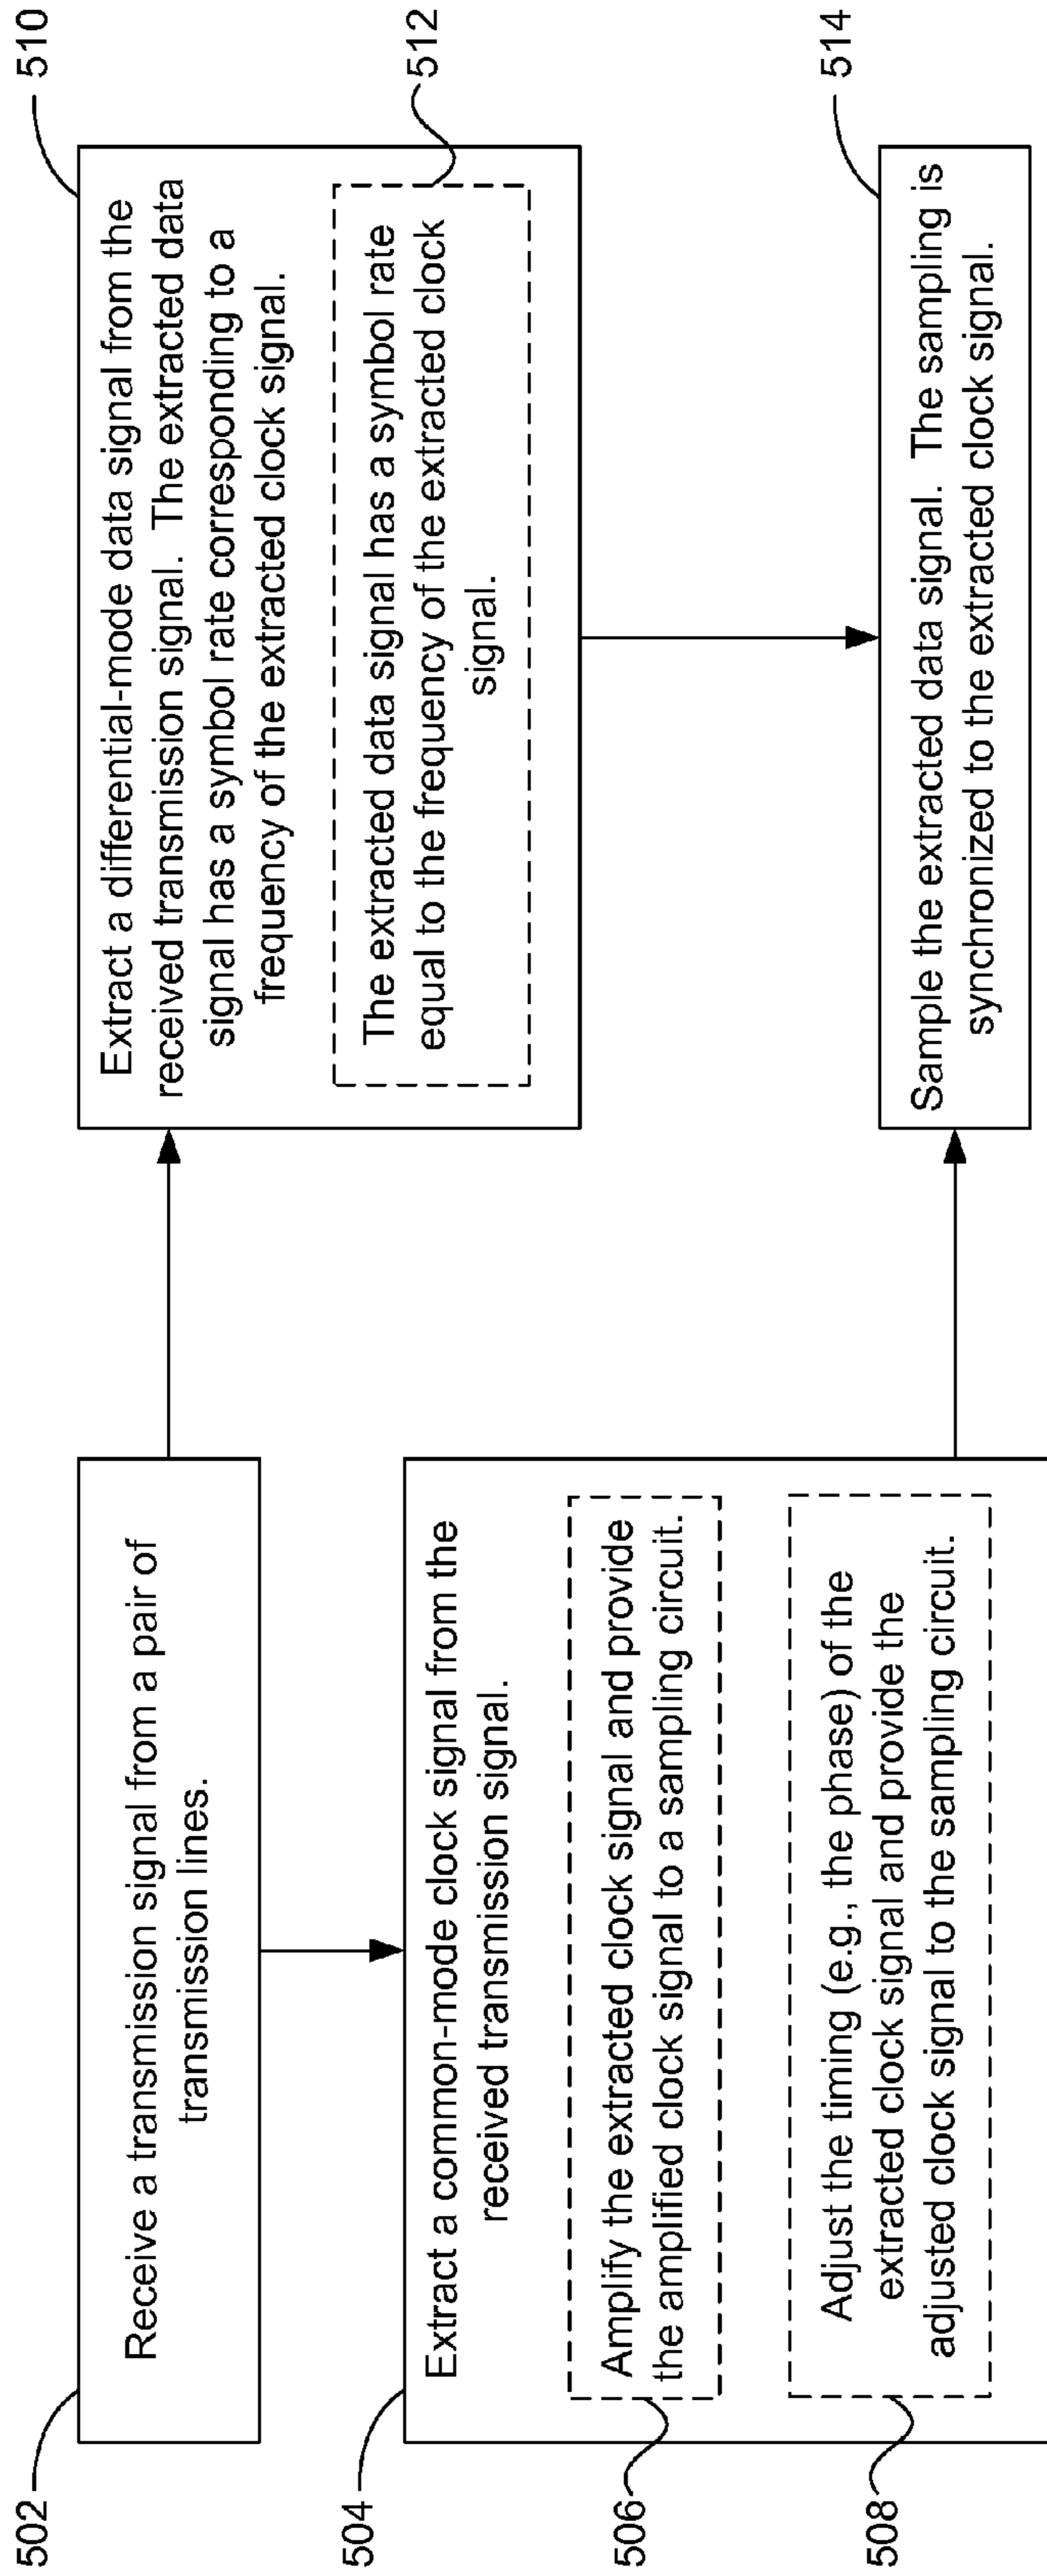 502
Receive a transmission signal from a pair of
transmission lines.
504
Extract a common-mode clock signal from the
received transmission signal.
506
Amplify the extracted clock signal and provide
the amplified clock signal to a sampling circuit.
508
Adjust the timing (e.g., the phase) of the
extracted clock signal and provide the
adjusted clock signal to the sampling circuit.
510
Extract a differential-mode data signal from the
received transmission signal. The extracted data
signal has a symbol rate corresponding to a
frequency of the extracted clock signal.
512
The extracted data signal has a symbol rate
equal to the frequency of the extracted clock
signal.
514
Sample the extracted data signal. The sampling is
synchronized to the extracted clock signal.